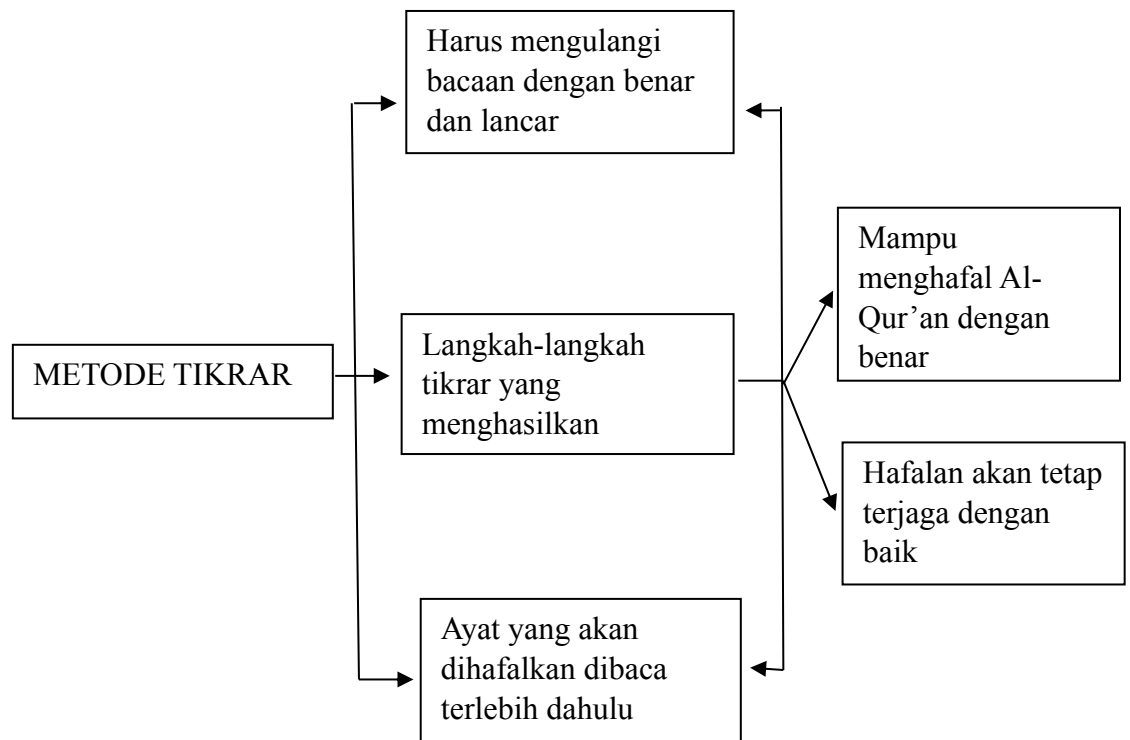 Harus mengulangi
bacaan dengan benar
dan lancar
Mampu
menghafal Al-
Qur’an dengan
benar
METODE TIKRAR
Langkah-langkah
tikrar yang
menghasilkan
Hafalan akan tetap
terjaga dengan
baik
Ayat yang akan
dihafalkan dibaca
terlebih dahulu